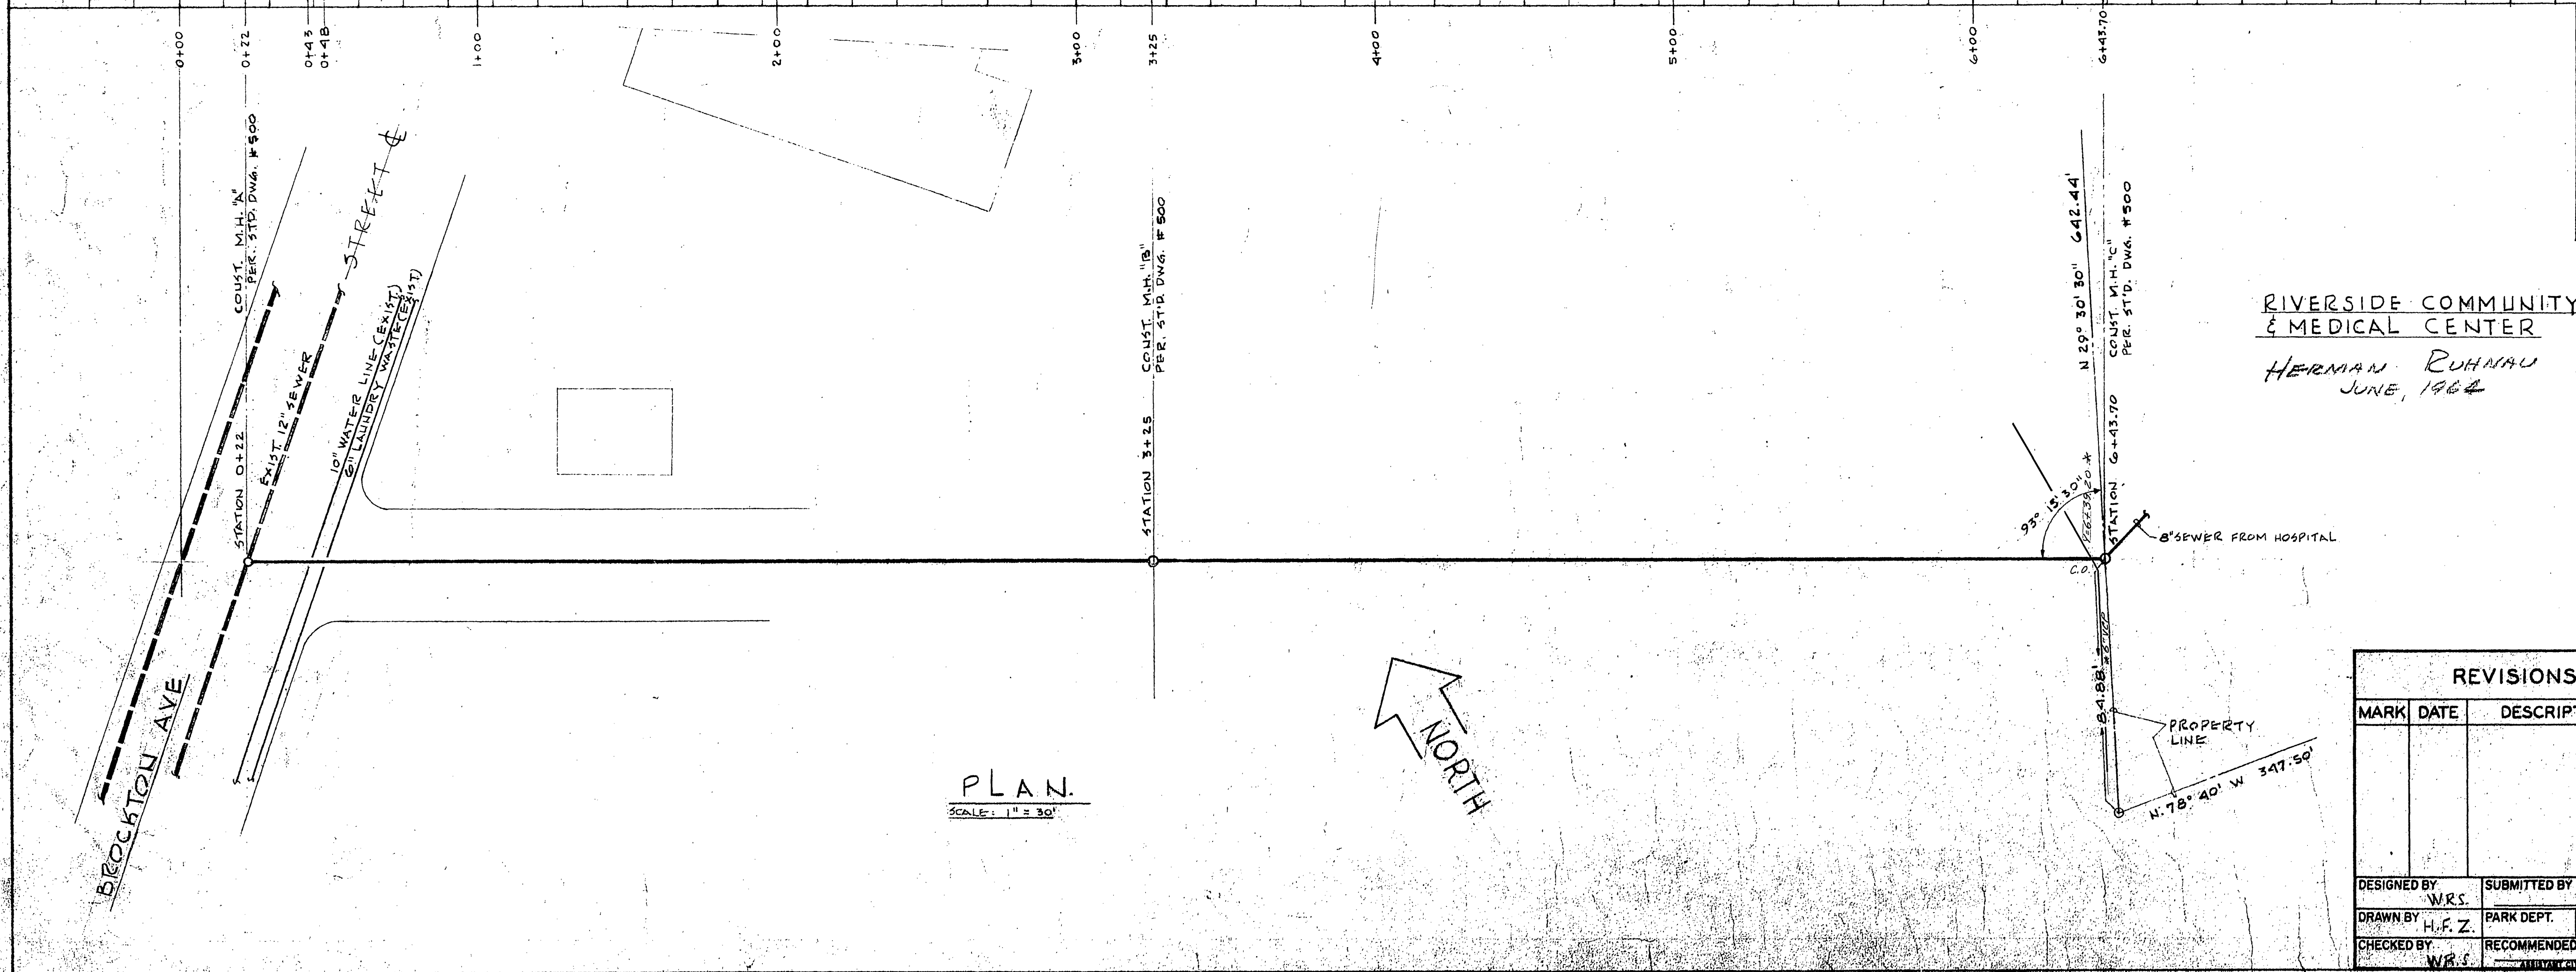 0+00
0+22
0+43
0+48
1+00
2+00
3+00
3+25
4+00
5+00
6+00
6+43.70
CONST. M.H. "A"
PER. ST'D. DWG. #500
STATION 0+22
EXIST. 12" SEWER
STREET ℄
10" WATER LINE (EXIST.)
6" LAUNDRY WASTE (EXIST)
BROCKTON AVE
CONST. M.H. "B"
PER. ST'D. DWG. #500
STATION 3+25
N 29° 30' 30" 642.44'
CONST. M.H. "C"
PER. ST'D. DWG. #500
STATION 6+43.70
93° 15' 30"
C.O.
8" SEWER FROM HOSPITAL
84.88'
6" VCP
PROPERTY
LINE
N. 78° 40' W 347.50'
PLAN.
SCALE: 1" = 30'
NORTH
RIVERSIDE COMMUNITY
& MEDICAL CENTER
HERMAN RUHNAU
JUNE, 1964
REVISIONS
MARK DATE DESCRIPT
DESIGNED BY W.R.S. SUBMITTED BY
DRAWN BY H.F.Z. PARK DEPT.
CHECKED BY W.R.S. RECOMMENDED